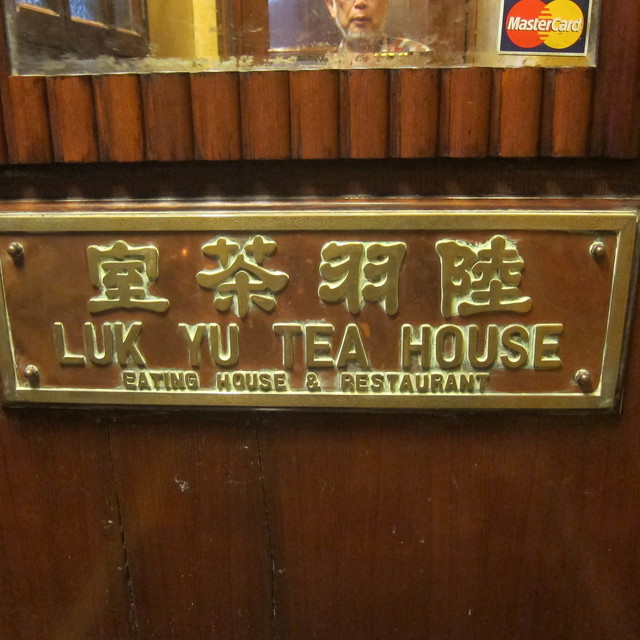 MasterCard
陸羽茶室
LUK YU TEA HOUSE
EATING HOUSE & RESTAURANT